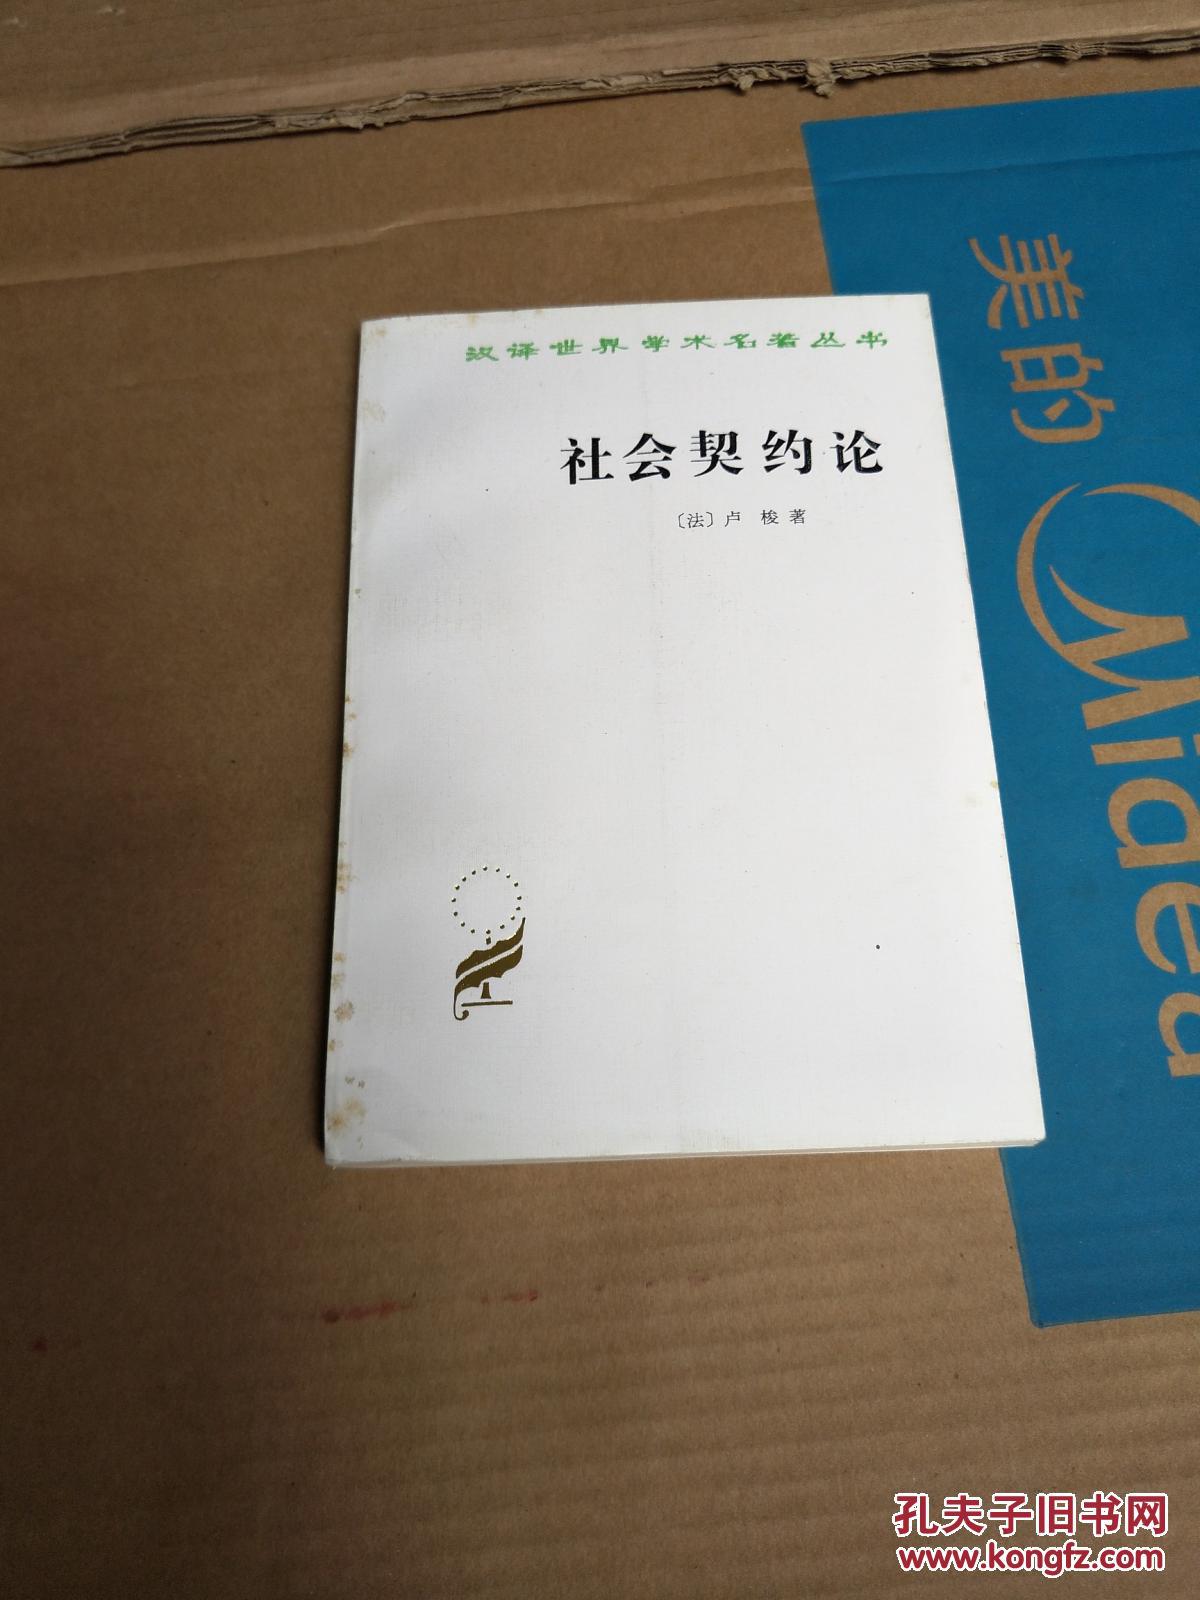 汉译世界学术名著丛书
社会契约论
〔法〕卢 梭 著
美的
Midea
孔夫子旧书网
www.kongfz.com